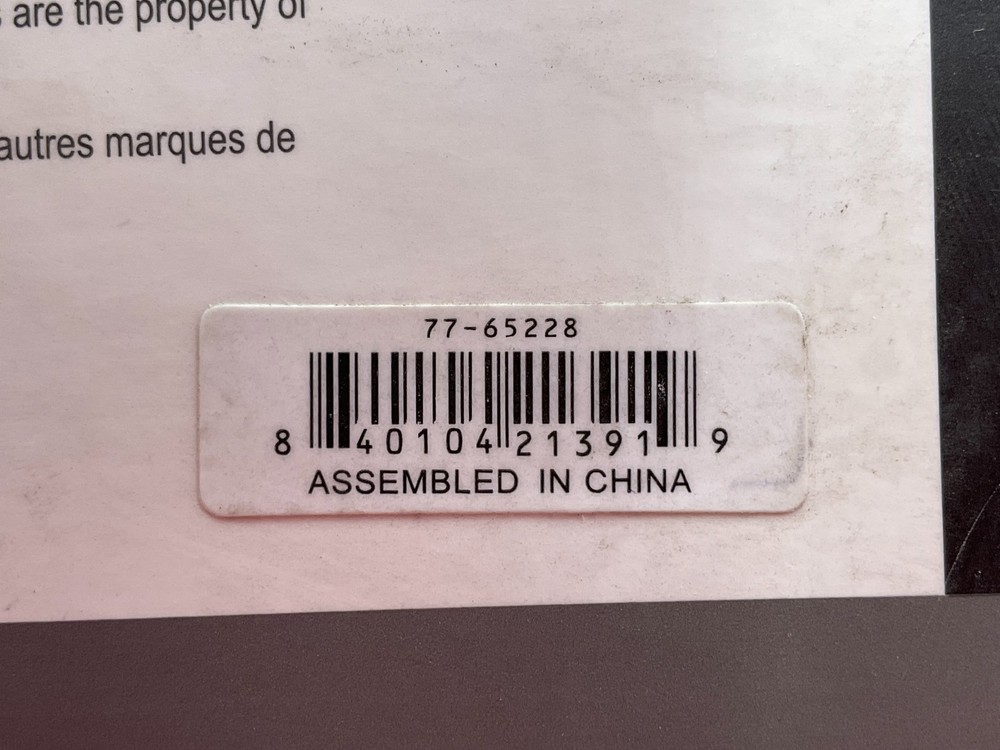 s are the property of
autres marques de
77-65228
8 40104 21391 9
ASSEMBLED IN CHINA